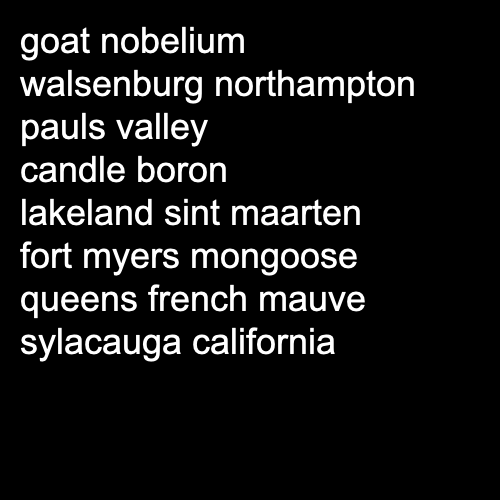 goat nobelium
walsenburg northampton
pauls valley
candle boron
lakeland sint maarten
fort myers mongoose
queens french mauve
sylacauga california